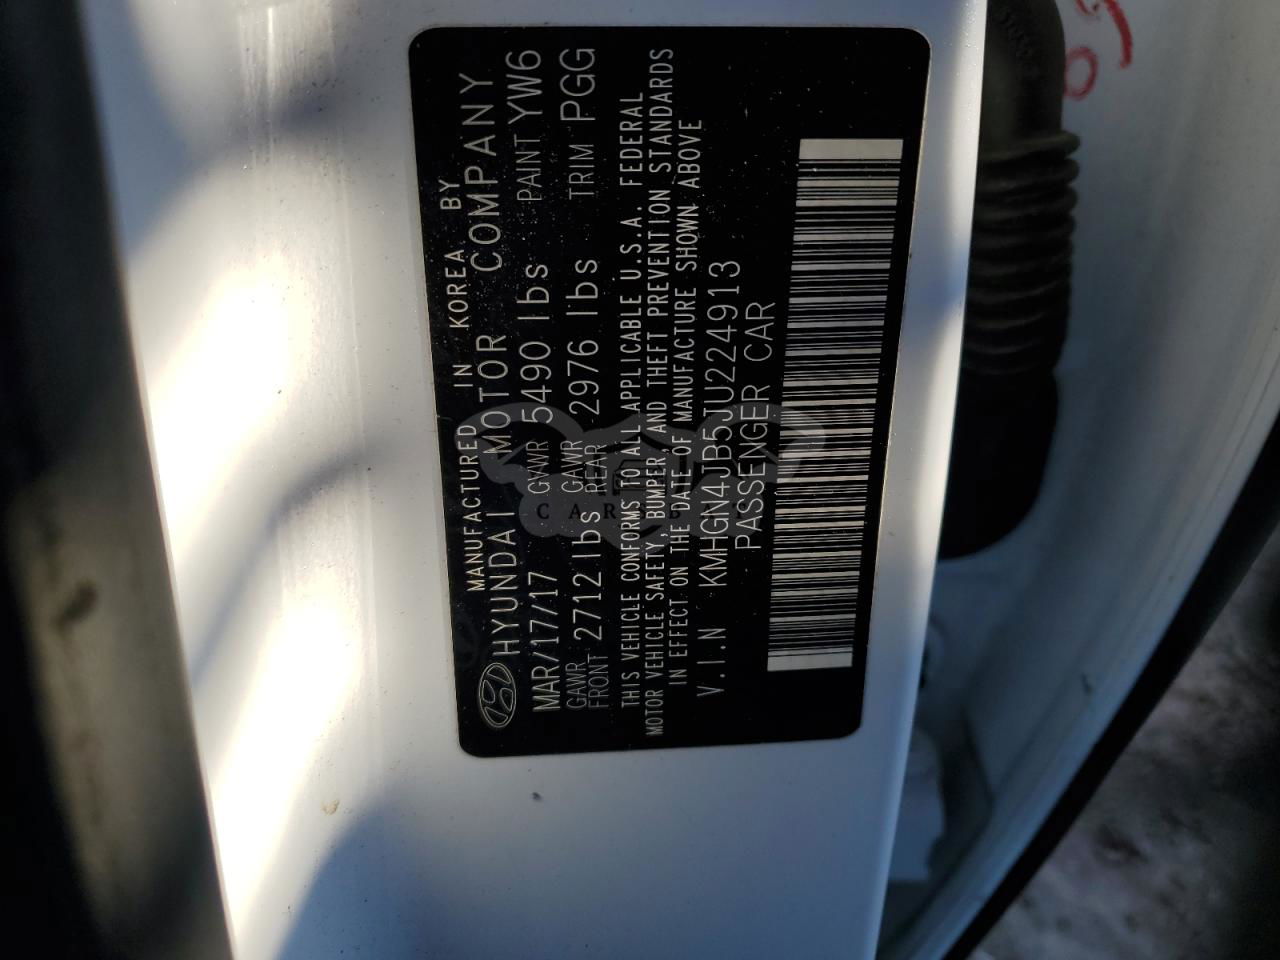 MANUFACTURED IN KOREA BY
HYUNDAI MOTOR COMPANY
MAR/17/17 GVWR 5490 lbs PAINT YW6
GAWR FRONT 2712 lbs GAWR REAR 2976 lbs TRIM PGG
THIS VEHICLE CONFORMS TO ALL APPLICABLE U.S.A. FEDERAL
MOTOR VEHICLE SAFETY, BUMPER, AND THEFT PREVENTION STANDARDS
IN EFFECT ON THE DATE OF MANUFACTURE SHOWN ABOVE
V.I.N KMHGN4JB5JU224913
PASSENGER CAR